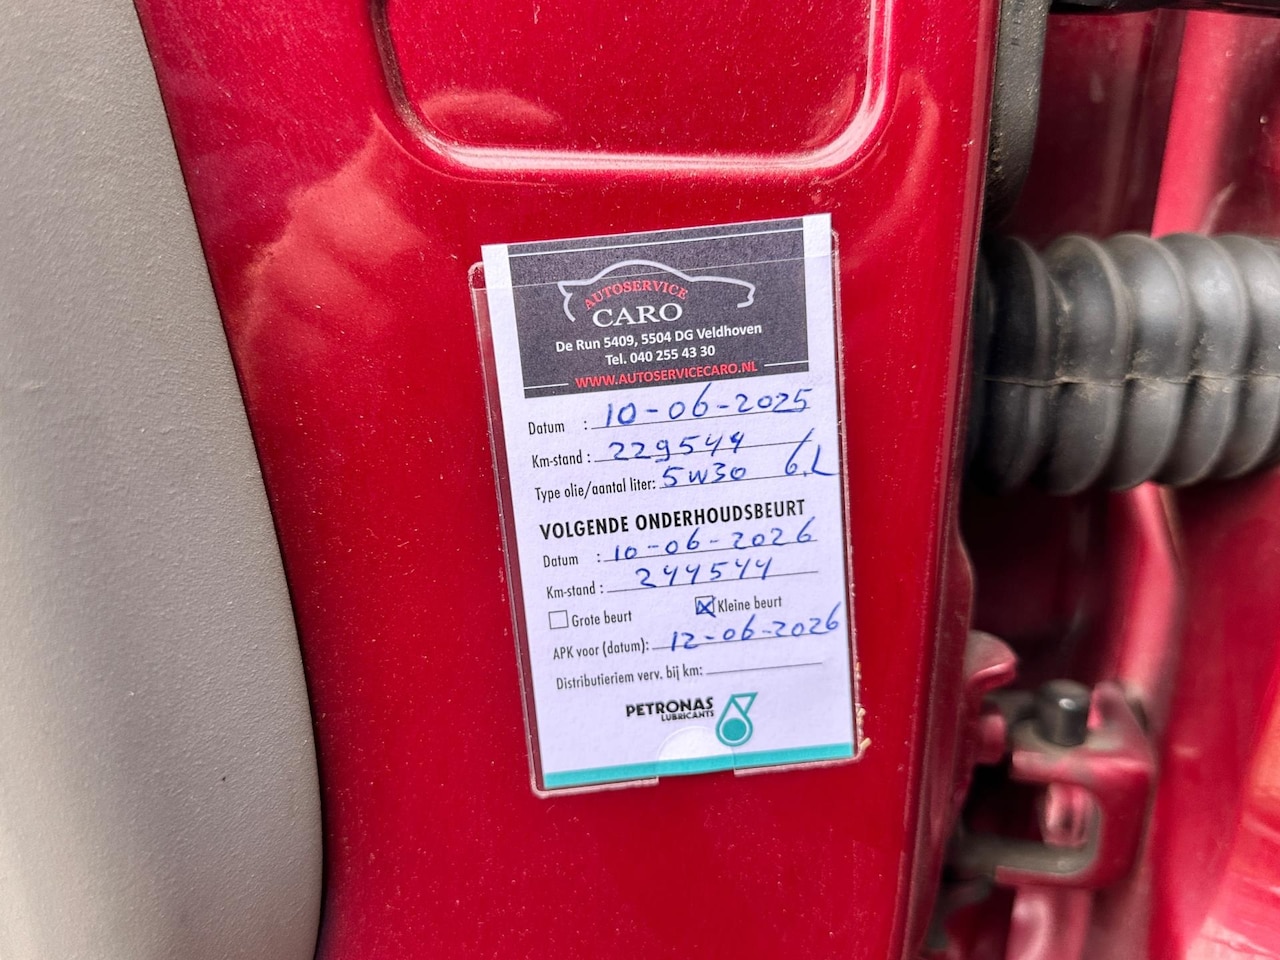 AUTOSERVICE
CARO
De Run 5409, 5504 DG Veldhoven
Tel. 040 255 43 30
WWW.AUTOSERVICECARO.NL
Datum : 10-06-2025
Km-stand : 229544
Type olie/aantal liter: 5W30 6,L
VOLGENDE ONDERHOUDSBEURT
Datum : 10-06-2026
Km-stand : 244544
Grote beurt Kleine beurt
APK voor (datum): 12-06-2026
Distributieriem verv. bij km:
PETRONAS
LUBRICANTS